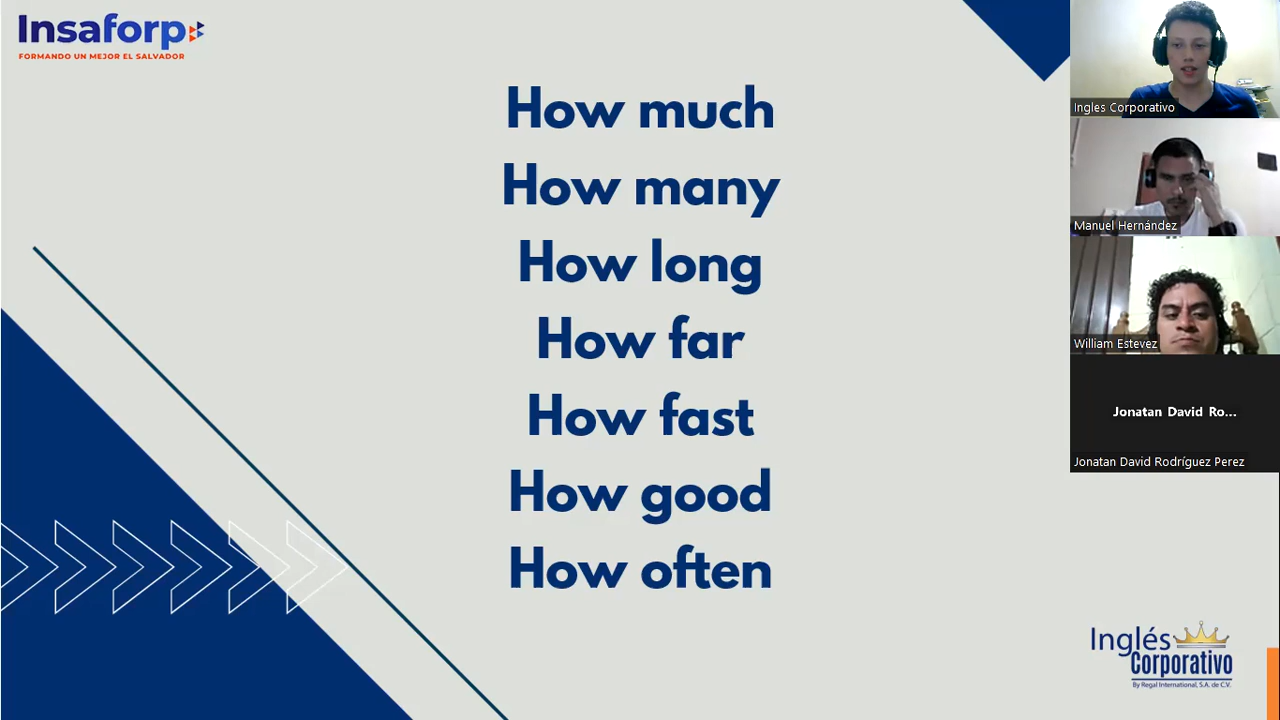 Insaforp
FORMANDO UN MEJOR EL SALVADOR
How much
How many
How long
How far
How fast
How good
How often
Ingles Corporativo
Manuel Hernández
William Estevez
Jonatan David Ro...
Jonatan David Rodríguez Perez
Inglés
Corporativo
By Regal International, S.A. de C.V.